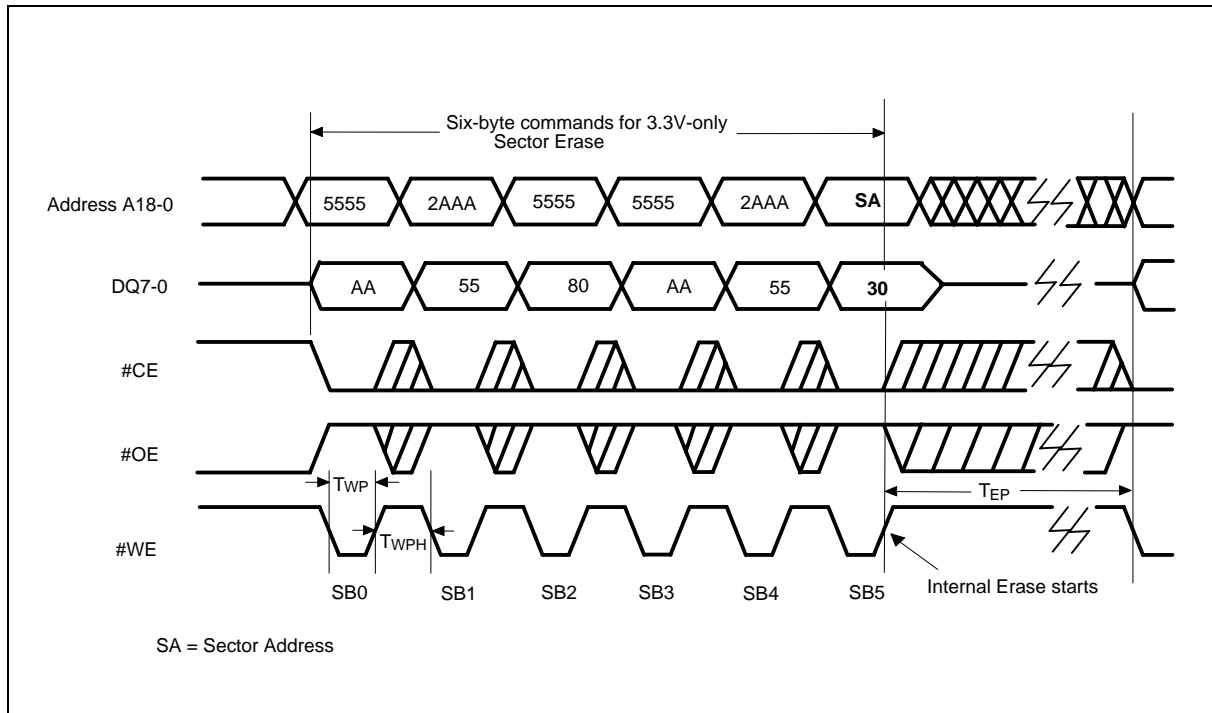 Six-byte commands for 3.3V-only
Sector Erase
Address A18-0
5555 2AAA 5555 5555 2AAA SA
DQ7-0
AA 55 80 AA 55 30
#CE
#OE
TWP
TEP
TWPH
#WE
SB0 SB1 SB2 SB3 SB4 SB5
Internal Erase starts
SA = Sector Address